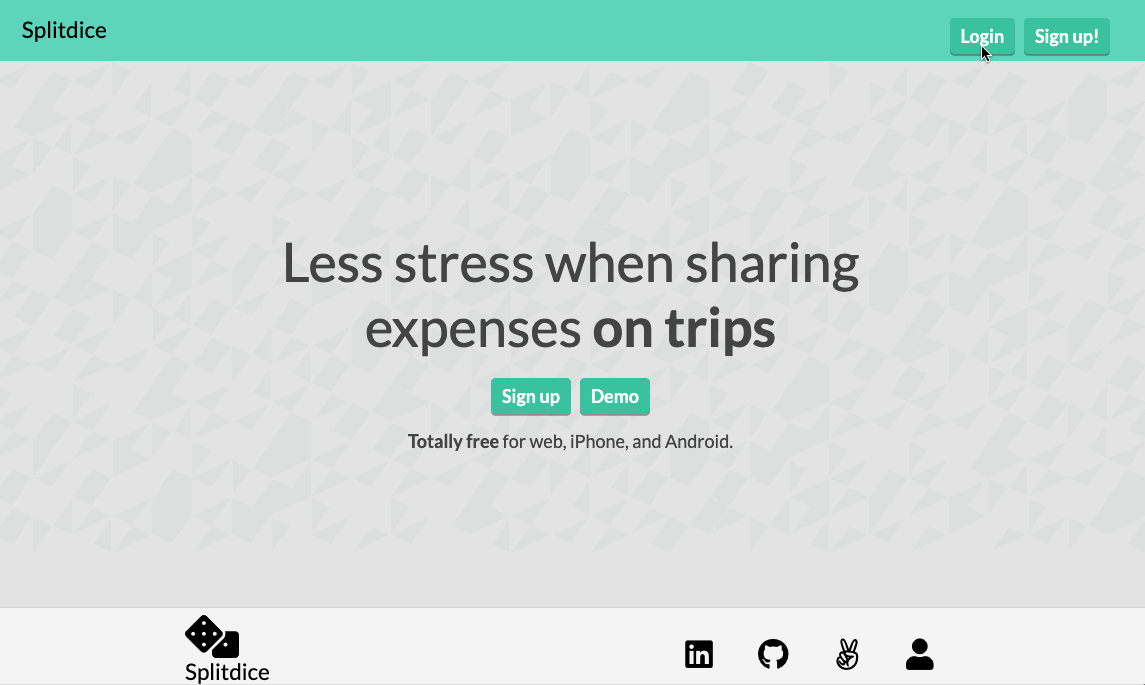 Splitdice
Login
Sign up!
Less stress when sharing
expenses on trips
Sign up
Demo
Totally free for web, iPhone, and Android.
in
Splitdice